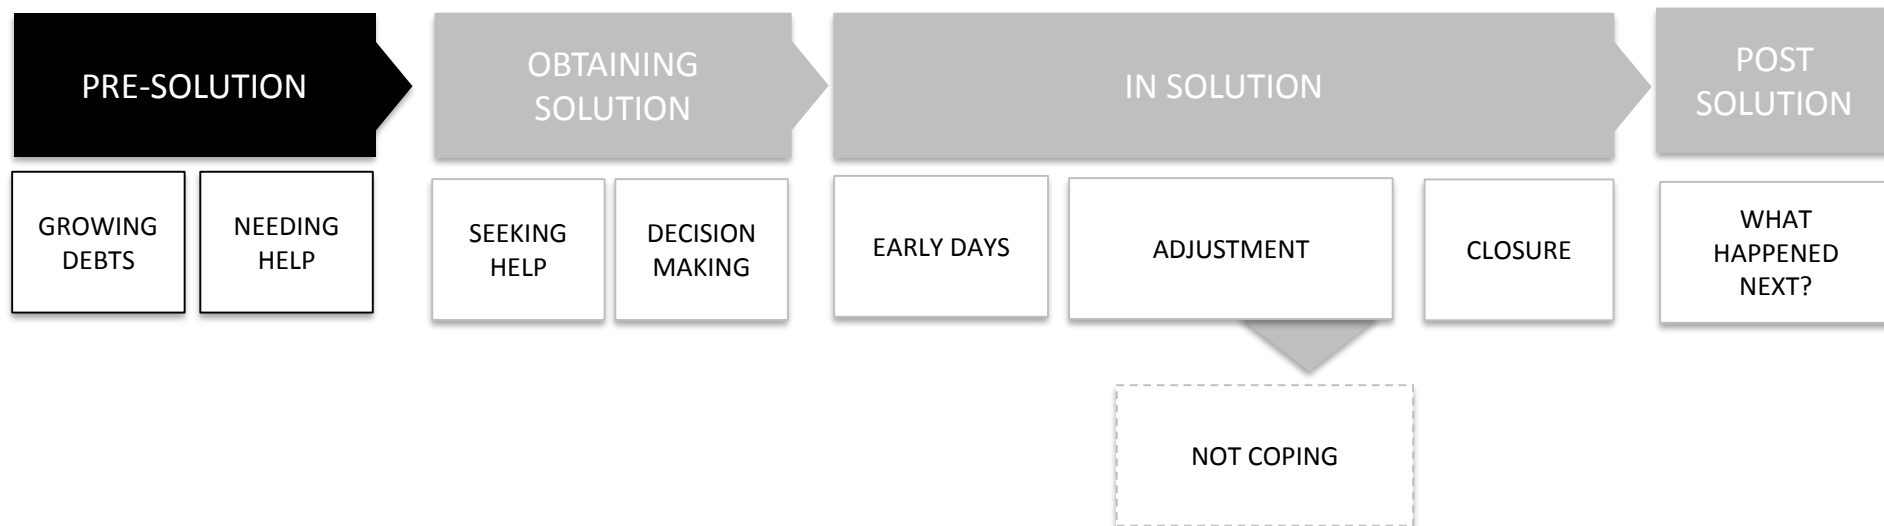 PRE-SOLUTION
OBTAINING
SOLUTION
IN SOLUTION
POST
SOLUTION
GROWING
DEBTS
NEEDING
HELP
SEEKING
HELP
DECISION
MAKING
EARLY DAYS
ADJUSTMENT
CLOSURE
WHAT
HAPPENED
NEXT?
NOT COPING